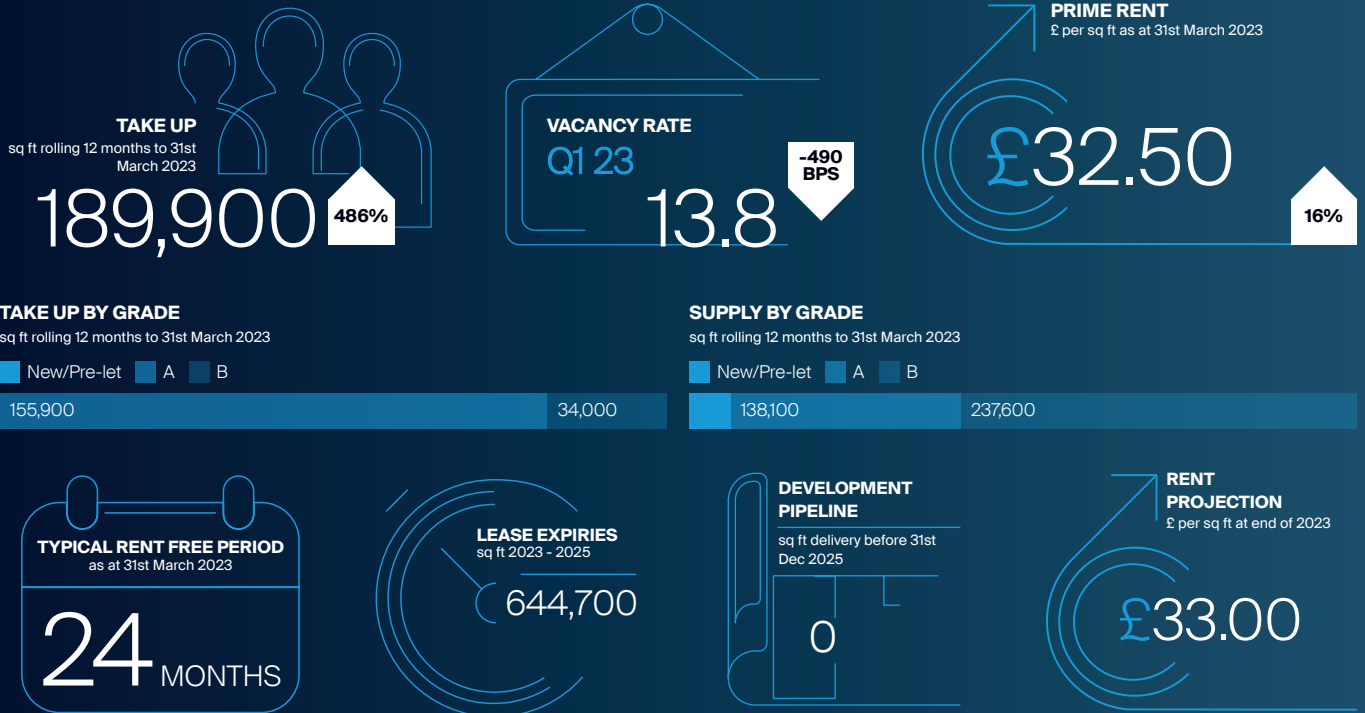 TAKE UP
sq ft rolling 12 months to 31st
March 2023
189,900
486%
VACANCY RATE
Q1 23
13.8
-490
BPS
PRIME RENT
£ per sq ft as at 31st March 2023
£32.50
16%
TAKE UP BY GRADE
sq ft rolling 12 months to 31st March 2023
New/Pre-let A B
155,900 34,000
SUPPLY BY GRADE
sq ft rolling 12 months to 31st March 2023
New/Pre-let A B
138,100 237,600
TYPICAL RENT FREE PERIOD
as at 31st March 2023
24 MONTHS
LEASE EXPIRIES
sq ft 2023 - 2025
644,700
DEVELOPMENT
PIPELINE
sq ft delivery before 31st
Dec 2025
0
RENT
PROJECTION
£ per sq ft at end of 2023
£33.00